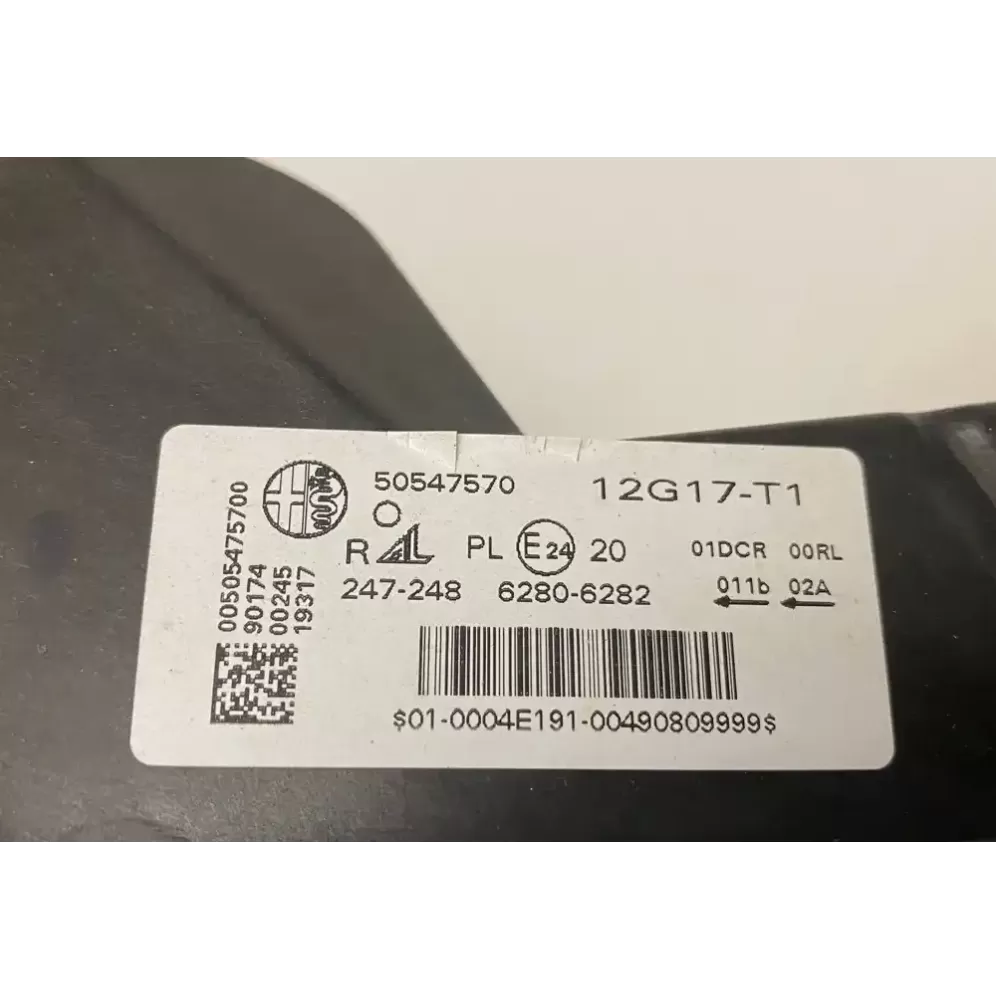 50547570 12G17-T1
R AL PL E24 20 01DCR 00RL
247-248 6280-6282 011b 02A
$01-0004E191-00490809999$
00505475700
90174
00245
19317